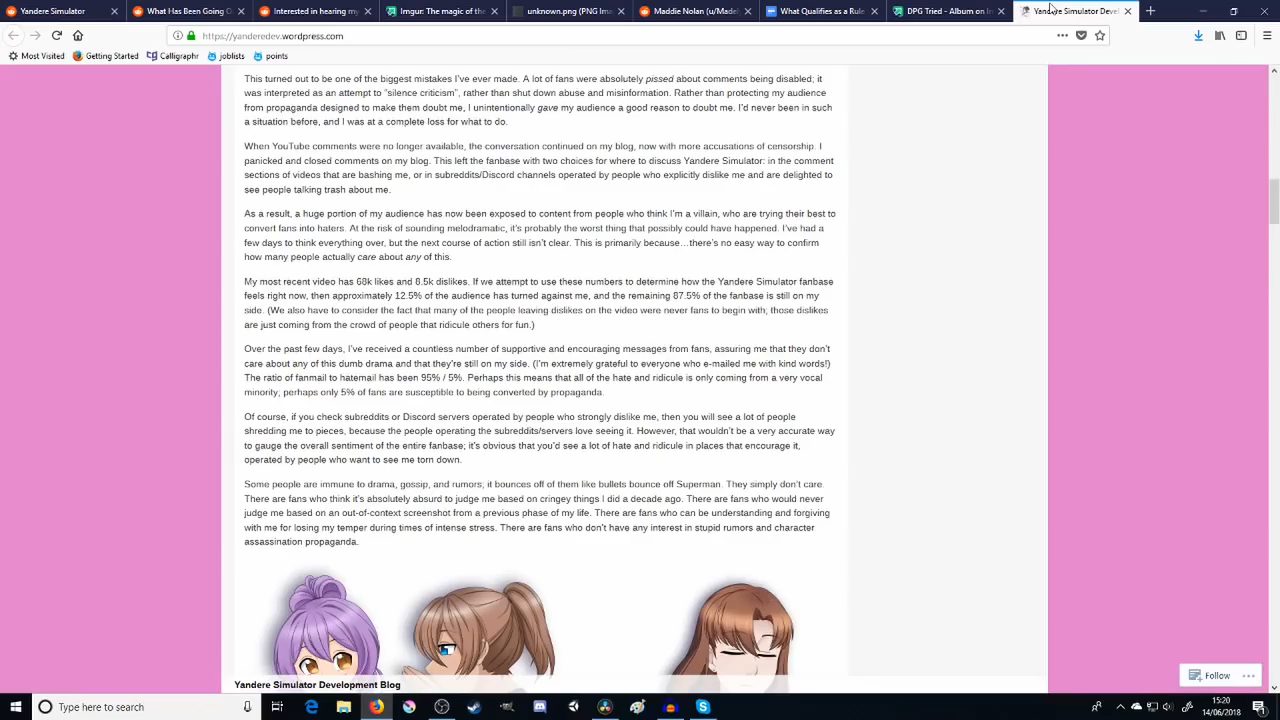 Yandere Simulator
What Has Been Going O
Interested in hearing my
Imgur: The magic of the
unknown.png (PNG Ima
Maddie Nolan (u/Madel
What Qualifies as a Rule
DPG Tried - Album on Im
Yandere Simulator Devel
https://yanderedev.wordpress.com
Most Visited
Getting Started
Calligraphr
joblists
points
This turned out to be one of the biggest mistakes I've ever made. A lot of fans were absolutely pissed about comments being disabled; it
was interpreted as an attempt to "silence criticism", rather than shut down abuse and misinformation. Rather than protecting my audience
from propaganda designed to make them doubt me, I unintentionally gave my audience a good reason to doubt me. I'd never been in such
a situation before, and I was at a complete loss for what to do.
When YouTube comments were no longer available, the conversation continued on my blog, now with more accusations of censorship. I
panicked and closed comments on my blog. This left the fanbase with two choices for where to discuss Yandere Simulator: in the comment
sections of videos that are bashing me, or in subreddits/Discord channels operated by people who explicitly dislike me and are delighted to
see people talking trash about me.
As a result, a huge portion of my audience has now been exposed to content from people who think I'm a villain, who are trying their best to
convert fans into haters. At the risk of sounding melodramatic, it's probably the worst thing that possibly could have happened. I've had a
few days to think everything over, but the next course of action still isn't clear. This is primarily because…there's no easy way to confirm
how many people actually care about any of this.
My most recent video has 68k likes and 8.5k dislikes. If we attempt to use these numbers to determine how the Yandere Simulator fanbase
feels right now, then approximately 12.5% of the audience has turned against me, and the remaining 87.5% of the fanbase is still on my
side. (We also have to consider the fact that many of the people leaving dislikes on the video were never fans to begin with; those dislikes
are just coming from the crowd of people that ridicule others for fun.)
Over the past few days, I've received a countless number of supportive and encouraging messages from fans, assuring me that they don't
care about any of this dumb drama and that they're still on my side. (I'm extremely grateful to everyone who e-mailed me with kind words!)
The ratio of fanmail to hatemail has been 95% / 5%. Perhaps this means that all of the hate and ridicule is only coming from a very vocal
minority; perhaps only 5% of fans are susceptible to being converted by propaganda.
Of course, if you check subreddits or Discord servers operated by people who strongly dislike me, then you will see a lot of people
shredding me to pieces, because the people operating the subreddits/servers love seeing it. However, that wouldn't be a very accurate way
to gauge the overall sentiment of the entire fanbase; it's obvious that you'd see a lot of hate and ridicule in places that encourage it,
operated by people who want to see me torn down.
Some people are immune to drama, gossip, and rumors; it bounces off of them like bullets bounce off Superman. They simply don't care.
There are fans who think it's absolutely absurd to judge me based on cringey things I did a decade ago. There are fans who would never
judge me based on an out-of-context screenshot from a previous phase of my life. There are fans who can be understanding and forgiving
with me for losing my temper during times of intense stress. There are fans who don't have any interest in stupid rumors and character
assassination propaganda.
Yandere Simulator Development Blog
Follow
Type here to search
15:20
14/06/2018